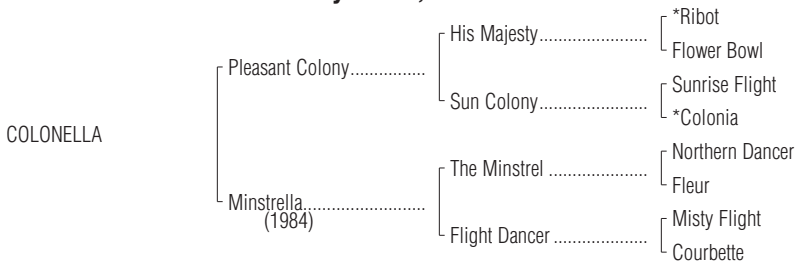 COLONELLA
Pleasant Colony................
Minstrella..........................
(1984)
His Majesty.......................
Sun Colony.......................
The Minstrel .....................
Flight Dancer ....................
*Ribot
Flower Bowl
Sunrise Flight
*Colonia
Northern Dancer
Fleur
Misty Flight
Courbette